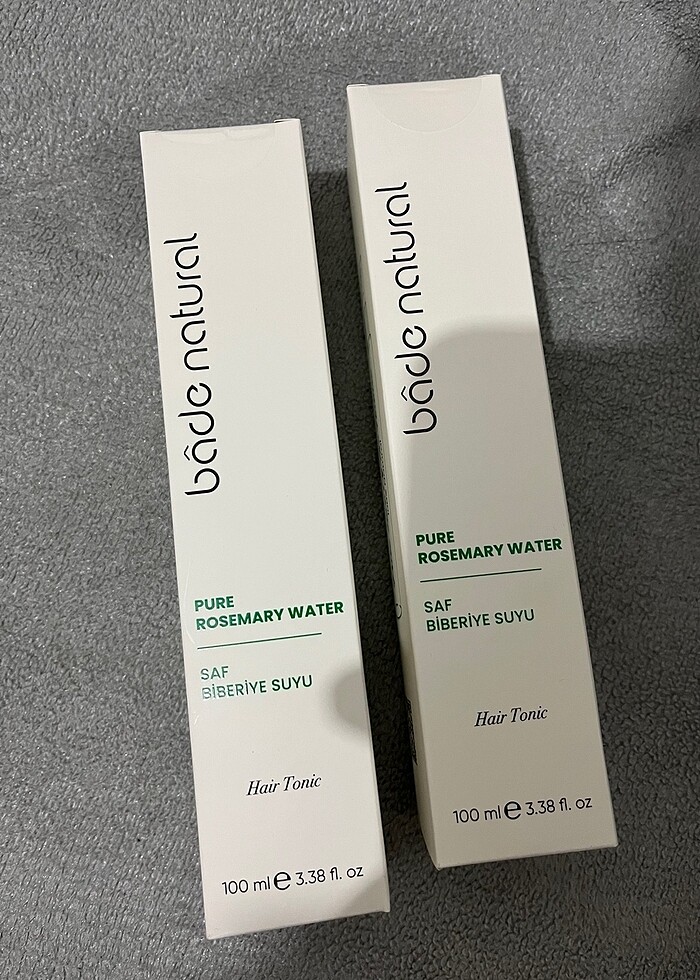 bâde natural
PURE
ROSEMARY WATER
SAF
BİBERİYE SUYU
Hair Tonic
100 ml e 3.38 fl. oz
bâde natural
PURE
ROSEMARY WATER
SAF
BİBERİYE SUYU
Hair Tonic
100 ml e 3.38 fl. oz